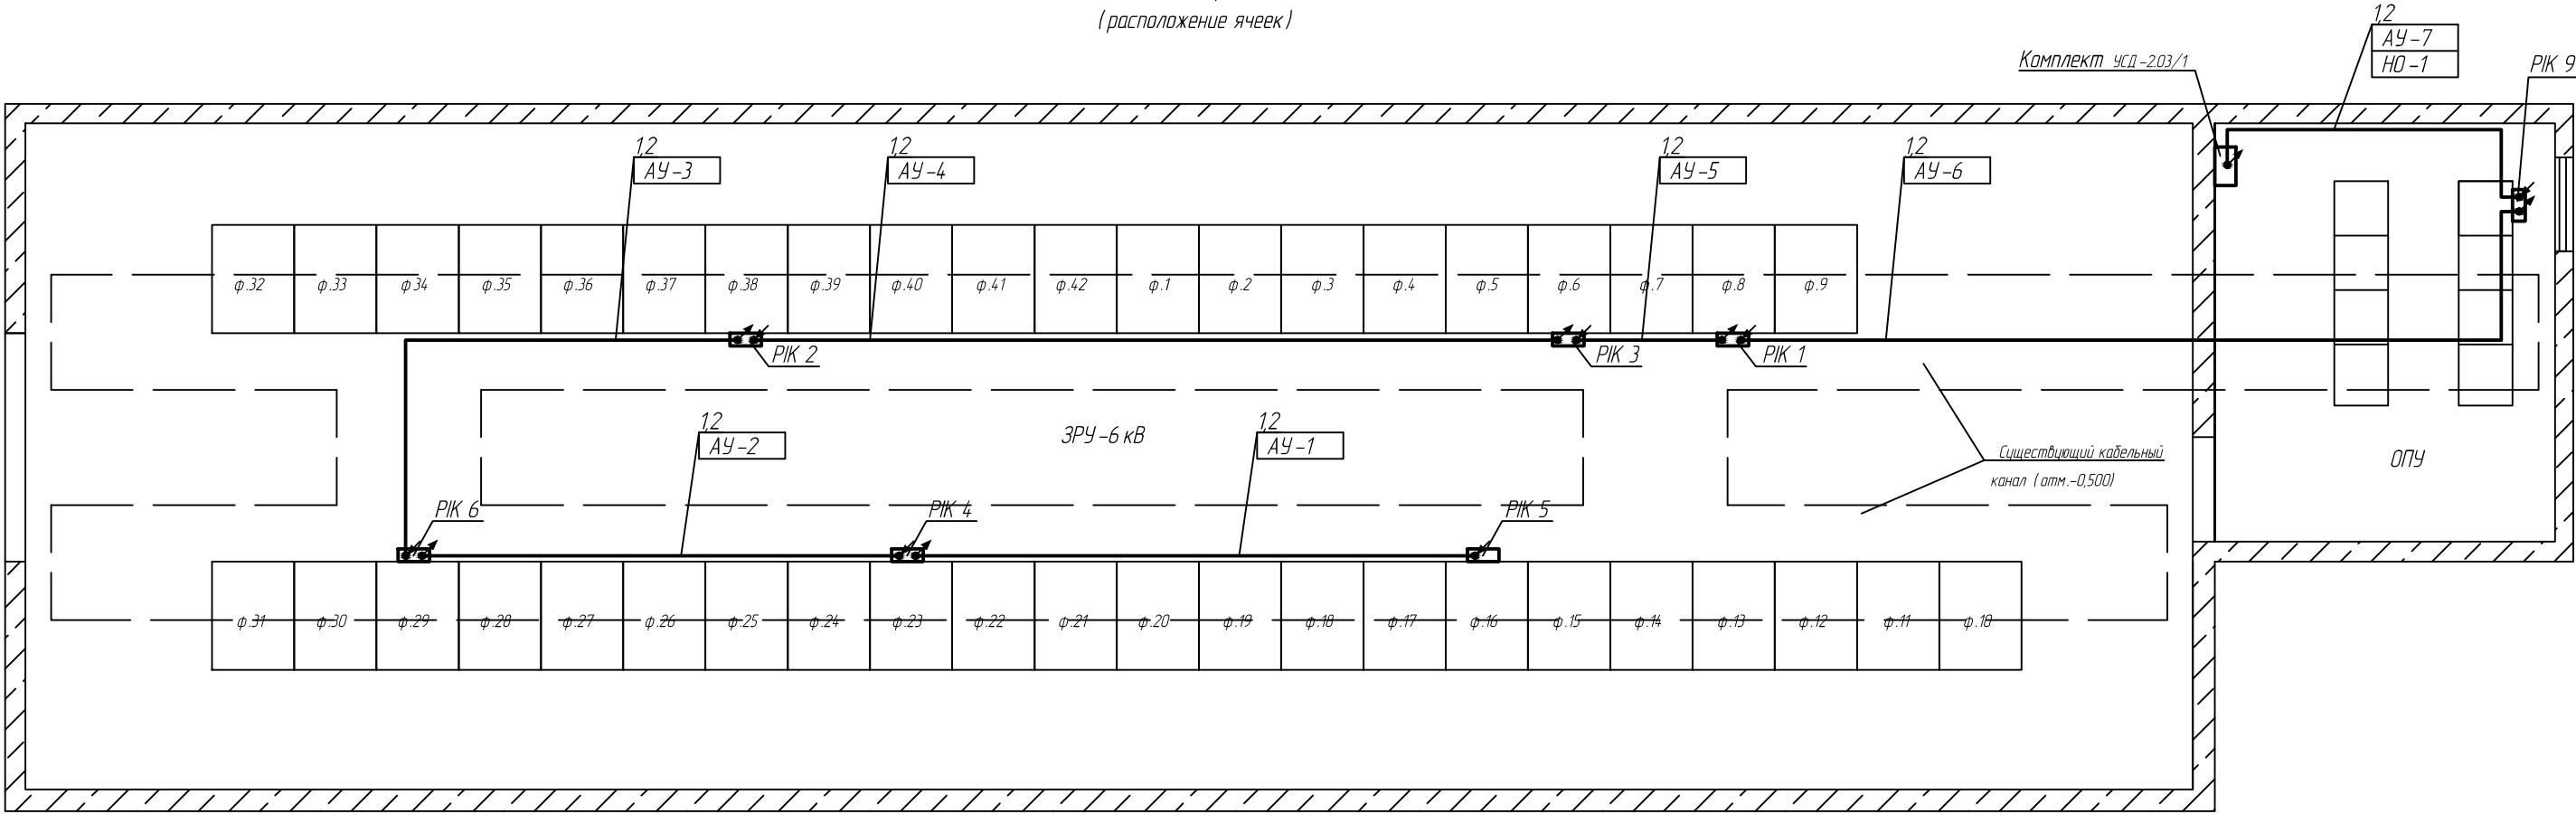 (расположение ячеек)
1,2
АУ-7
НО-1
Комплект УСД-2.03/1
РІК 9
1,2
АУ-3
1,2
АУ-4
1,2
АУ-5
1,2
АУ-6
ф.32 ф.33 ф.34 ф.35 ф.36 ф.37 ф.38 ф.39 ф.40 ф.41 ф.42 ф.1 ф.2 ф.3 ф.4 ф.5 ф.6 ф.7 ф.8 ф.9
РІК 2
РІК 3
РІК 1
1,2
АУ-2
ЗРУ-6 кВ
1,2
АУ-1
Существующий кабельный
канал (отм.-0,500)
ОПУ
РІК 6
РІК 4
РІК 5
ф.31 ф.30 ф.29 ф.28 ф.27 ф.26 ф.25 ф.24 ф.23 ф.22 ф.21 ф.20 ф.19 ф.18 ф.17 ф.16 ф.15 ф.14 ф.13 ф.12 ф.11 ф.10